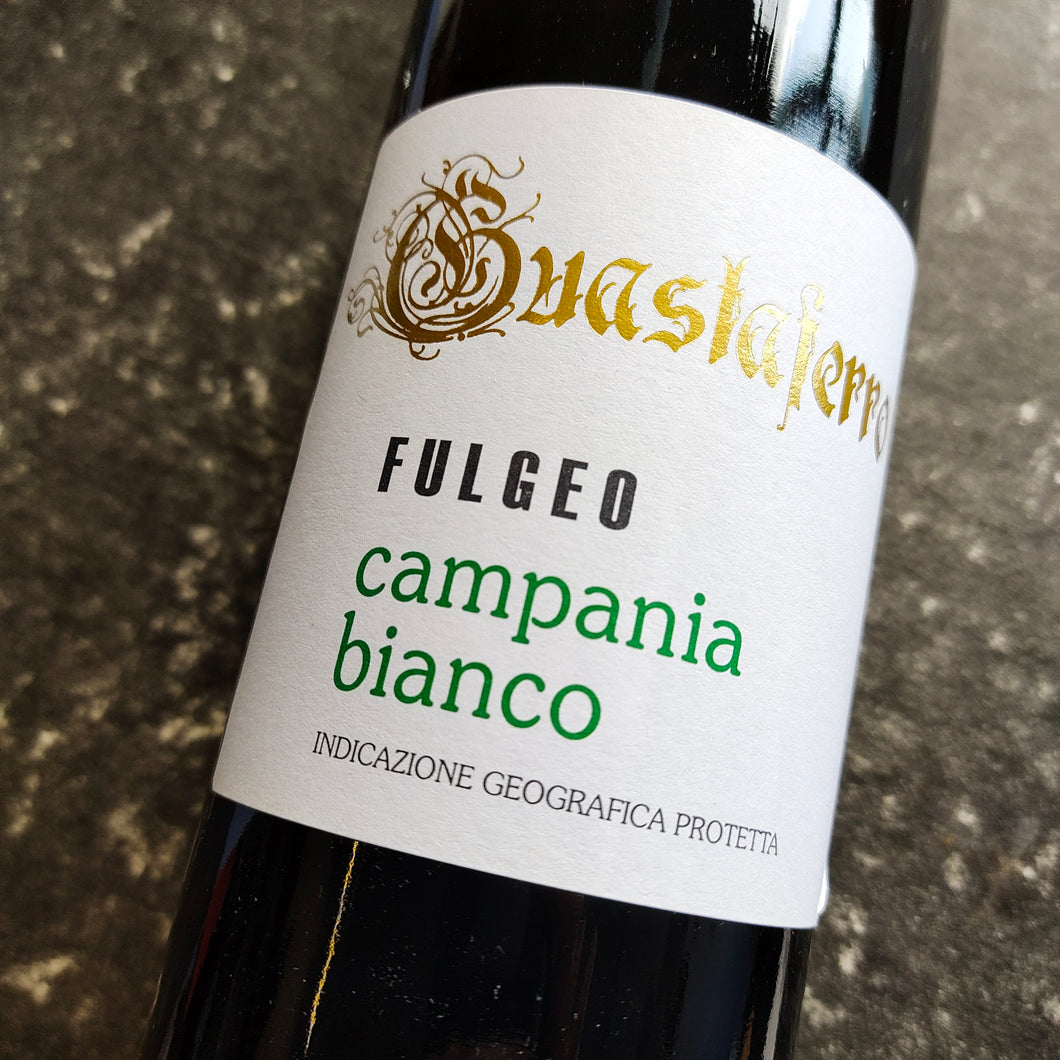 Guastaferro
FULGEO
campania
bianco
INDICAZIONE GEOGRAFICA PROTETTA